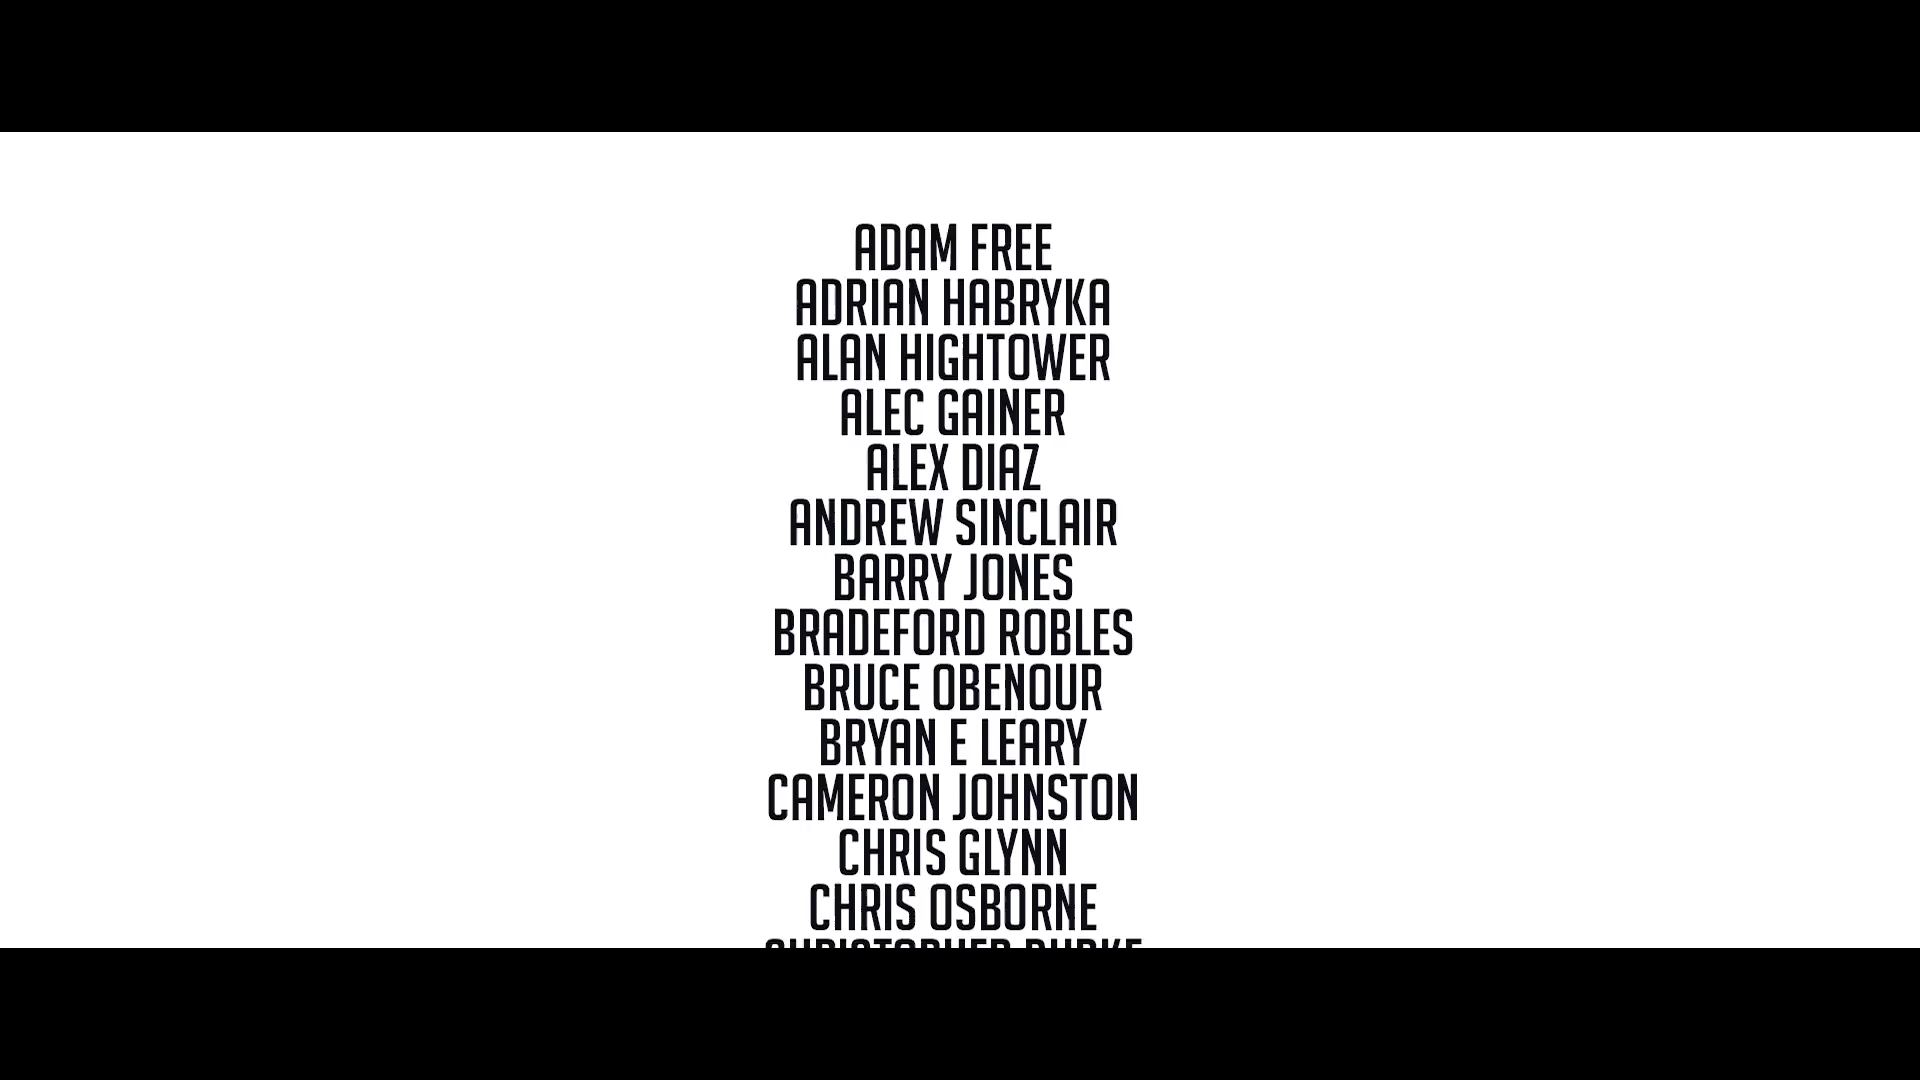 ADAM FREE
ADRIAN HABRYKA
ALAN HIGHTOWER
ALEC GAINER
ALEX DIAZ
ANDREW SINCLAIR
BARRY JONES
BRADEFORD ROBLES
BRUCE OBENOUR
BRYAN E LEARY
CAMERON JOHNSTON
CHRIS GLYNN
CHRIS OSBORNE